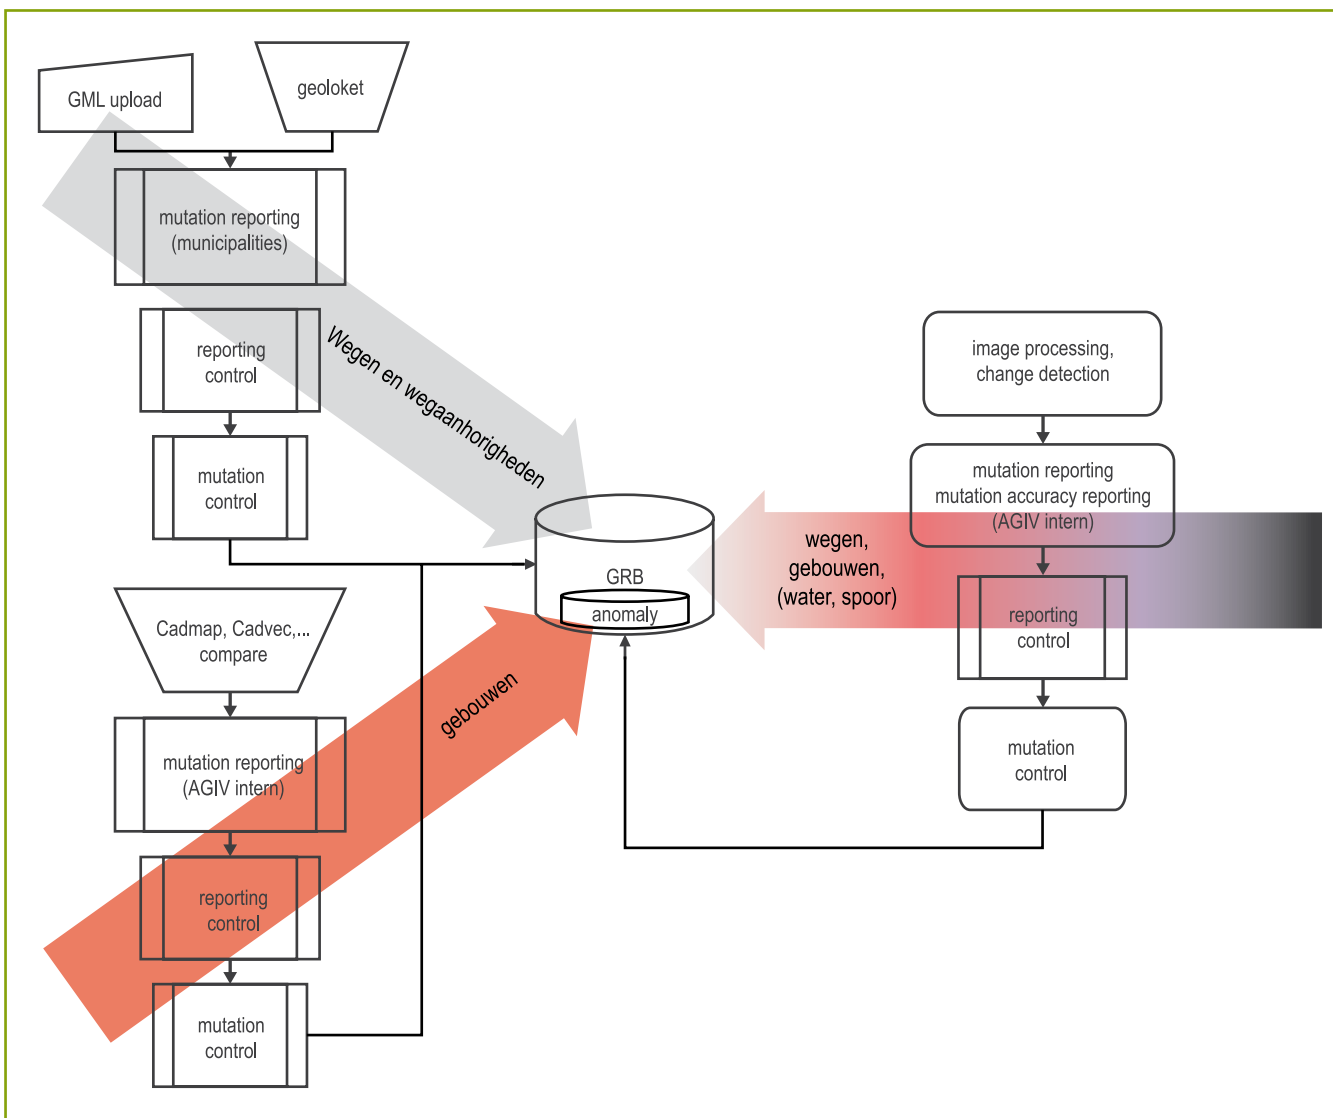 GML upload
geoloket
mutation reporting
(municipalities)
reporting
control
mutation
control
Wegen en wegaanhorigheden
Cadmap, Cadvec,...
compare
mutation reporting
(AGIV intern)
reporting
control
mutation
control
gebouwen
GRB
anomaly
wegen,
gebouwen,
(water, spoor)
image processing,
change detection
mutation reporting
mutation accuracy reporting
(AGIV intern)
reporting
control
mutation
control